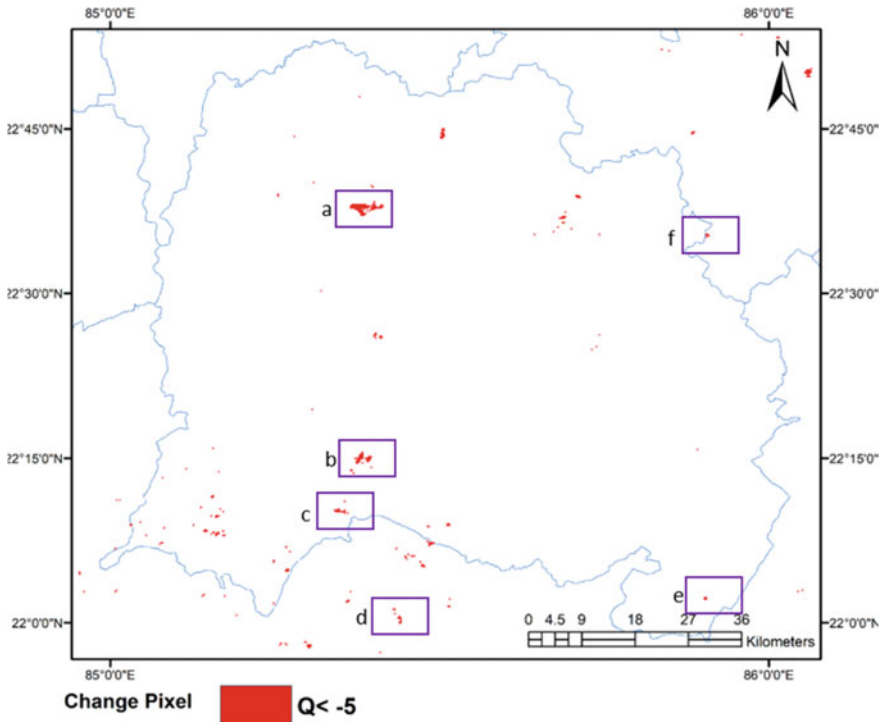 85°0'0"E 86°0'0"E
N
22°45'0"N 22°45'0"N
a
f
22°30'0"N 22°30'0"N
b
22°15'0"N 22°15'0"N
c
e
d
22°0'0"N 22°0'0"N
0 4.5 9 18 27 36
Kilometers
85°0'0"E 86°0'0"E
Change Pixel Q< -5